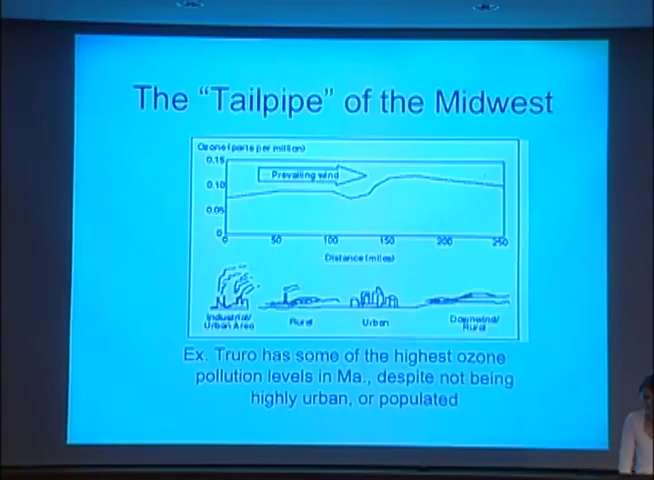 The “Tailpipe” of the Midwest
Ozone (parts per million)
0.15
Prevailing wind
0.10
0.05
0
0 50 100 150 200 250
Distance (miles)
Industrial/ Rural Urban Downwind/
Urban Area Rural
Ex. Truro has some of the highest ozone
pollution levels in Ma., despite not being
highly urban, or populated